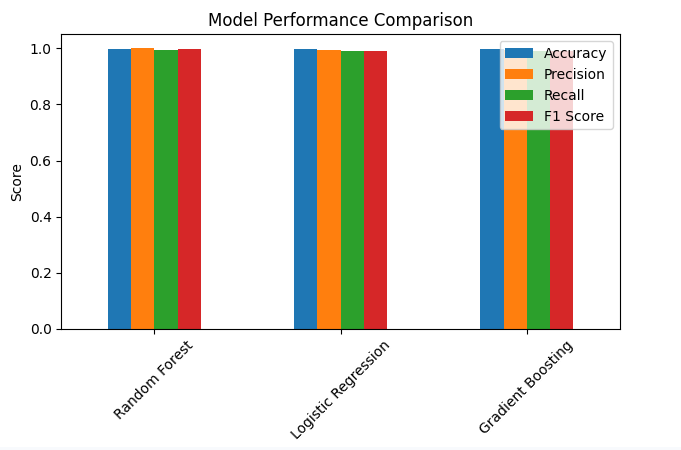 Model Performance Comparison
1.0
0.8
0.6
0.4
0.2
0.0
Score
Accuracy
Precision
Recall
F1 Score
Random Forest
Logistic Regression
Gradient Boosting